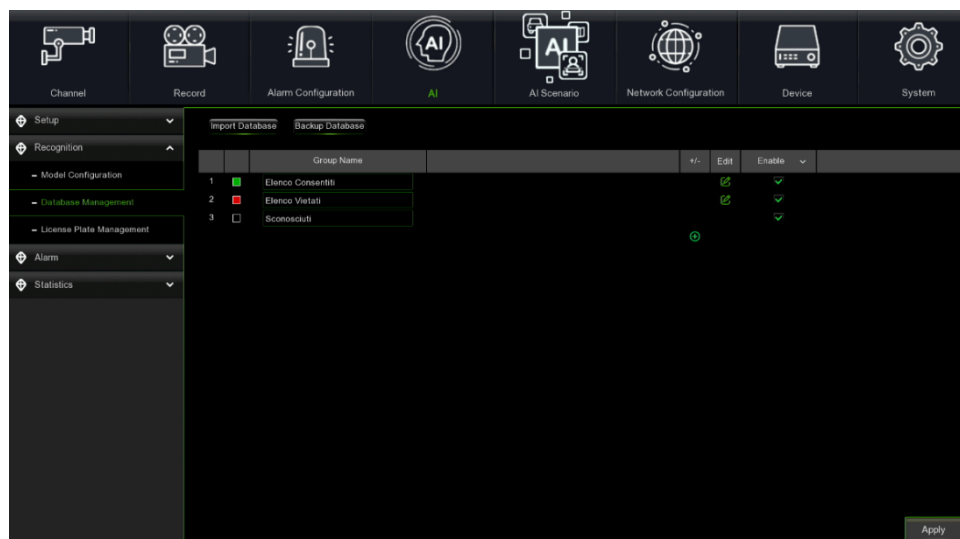 AI
AI
Channel
Record
Alarm Configuration
AI
AI Scenario
Network Configuration
Device
System
Setup
Import Database
Backup Database
Recognition
Group Name
+/-
Edit
Enable
Model Configuration
1
Elenco Consentiti
Database Management
2
Elenco Vietati
3
Sconosciuti
License Plate Management
Alarm
Statistics
Apply